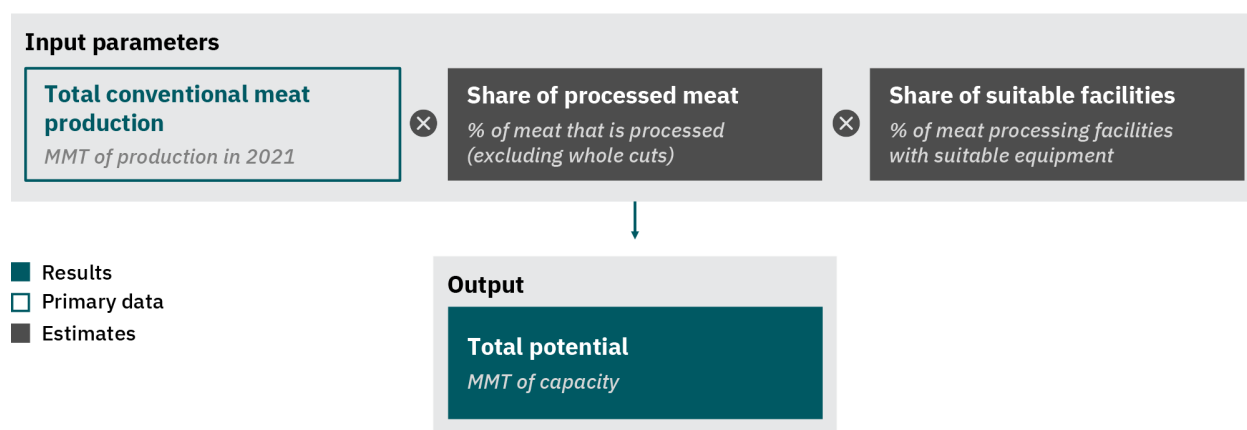 Input parameters
Total conventional meat
production
MMT of production in 2021
Share of processed meat
% of meat that is processed
(excluding whole cuts)
Share of suitable facilities
% of meat processing facilities
with suitable equipment
Results
Primary data
Estimates
Output
Total potential
MMT of capacity